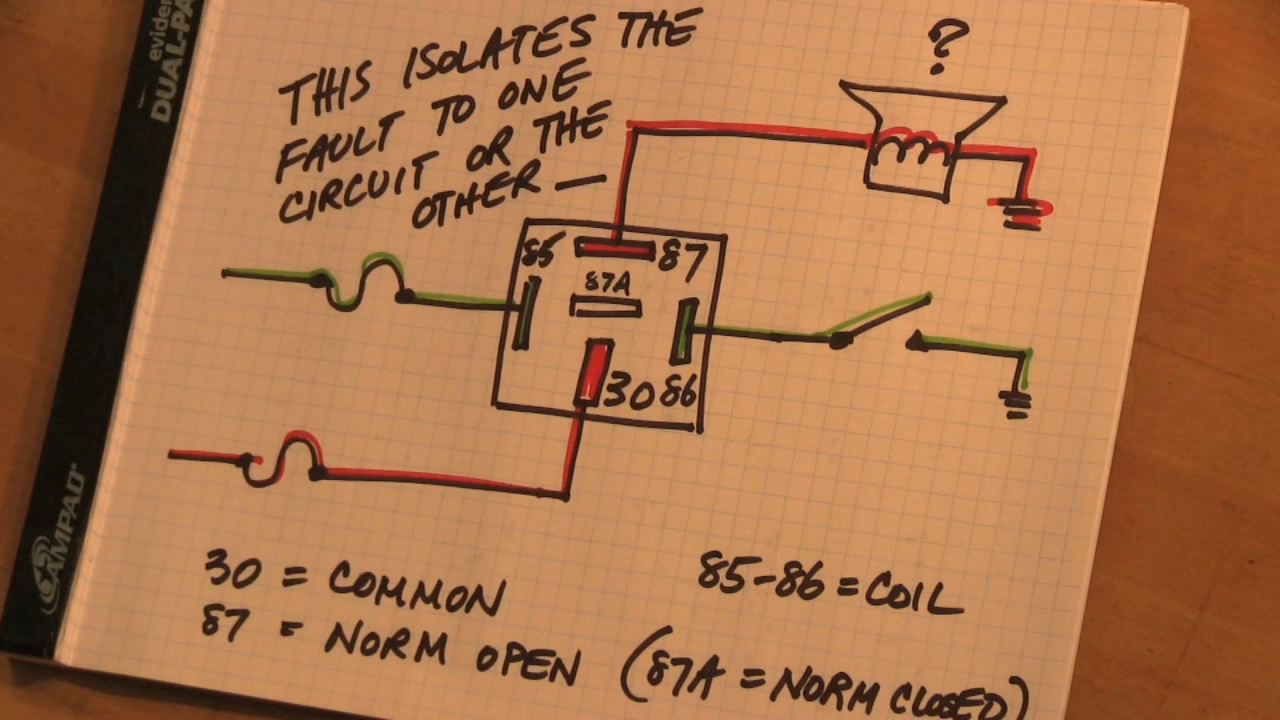 eviden
DUAL-PA
THIS ISOLATES THE
FAULT TO ONE
CIRCUIT OR THE
OTHER —
?
85
87
87A
30
86
CAMPAD®
30 = COMMON
87 = NORM OPEN
85-86 = COIL
(87A = NORM CLOSED)